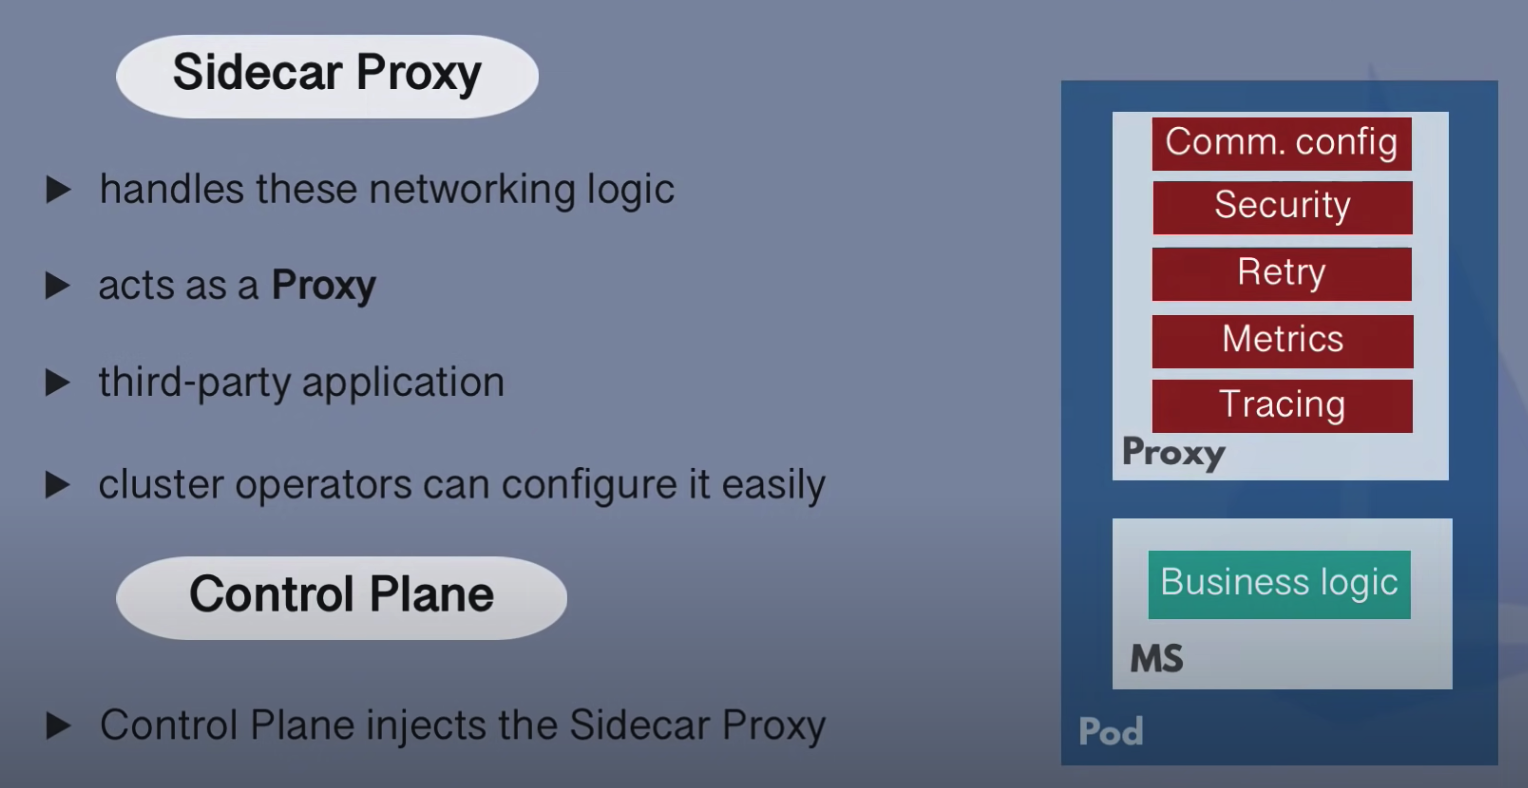 Sidecar Proxy
handles these networking logic
acts as a Proxy
third-party application
cluster operators can configure it easily
Control Plane
Control Plane injects the Sidecar Proxy
Comm. config
Security
Retry
Metrics
Tracing
Proxy
Business logic
MS
Pod